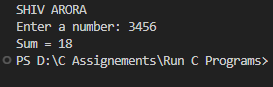 SHIV ARORA
Enter a number: 3456
Sum = 18
PS D:\C Assignements\Run C Programs>